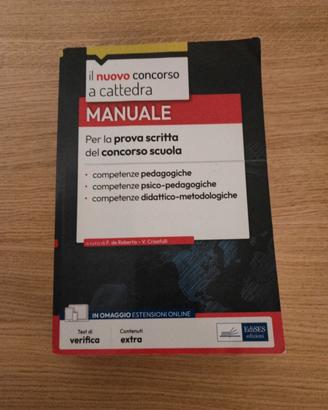 il nuovo concorso
a cattedra
MANUALE
Per la prova scritta
del concorso scuola
• competenze pedagogiche
• competenze psico-pedagogiche
• competenze didattico-metodologiche
a cura di F. de Robertis - V. Crisafulli
IN OMAGGIO ESTENSIONI ONLINE
Test di
verifica
Contenuti
extra
EdiSES
edizioni